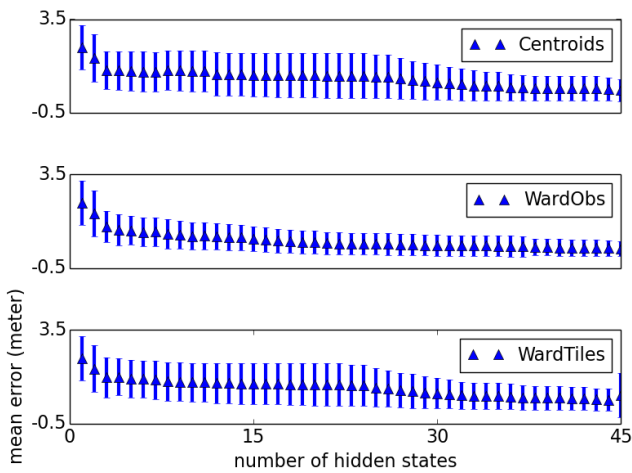 3.5
Centroids
-0.5
3.5
WardObs
-0.5
3.5
WardTiles
-0.5
0 15 30 45
number of hidden states
mean error (meter)